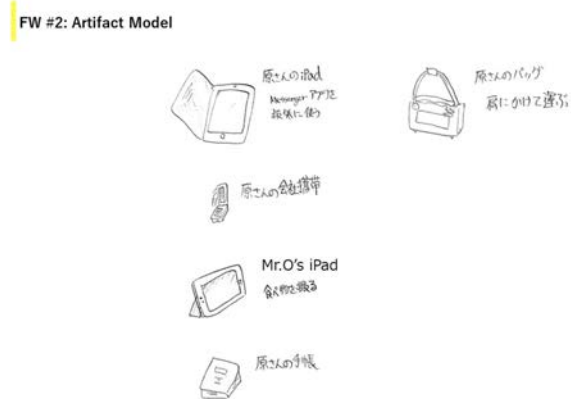 FW #2: Artifact Model
原さんのiPad
Messenger アプリを
頻繁に使う
原さんのバッグ
肩にかけて運ぶ
原さんの会社携帯
Mr.O's iPad
食べ物を撮る
原さんの手帳